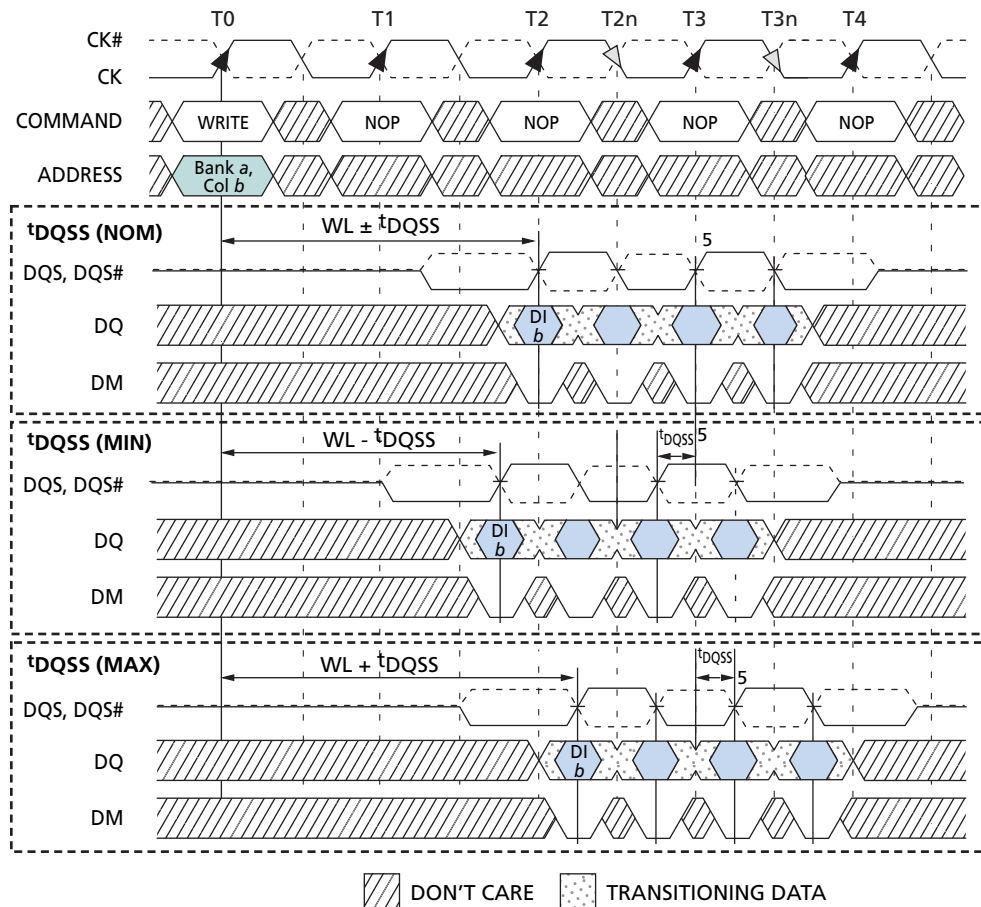 T0 T1 T2 T2n T3 T3n T4
CK#
CK
COMMAND WRITE NOP NOP NOP NOP
ADDRESS Bank a,
Col b
tDQSS (NOM) WL ± tDQSS
5
DQS, DQS#
DQ DI
b
DM
tDQSS (MIN) WL - tDQSS tDQSS 5
DQS, DQS#
DQ DI
b
DM
tDQSS (MAX) WL + tDQSS tDQSS
5
DQS, DQS#
DQ DI
b
DM
DON'T CARE TRANSITIONING DATA